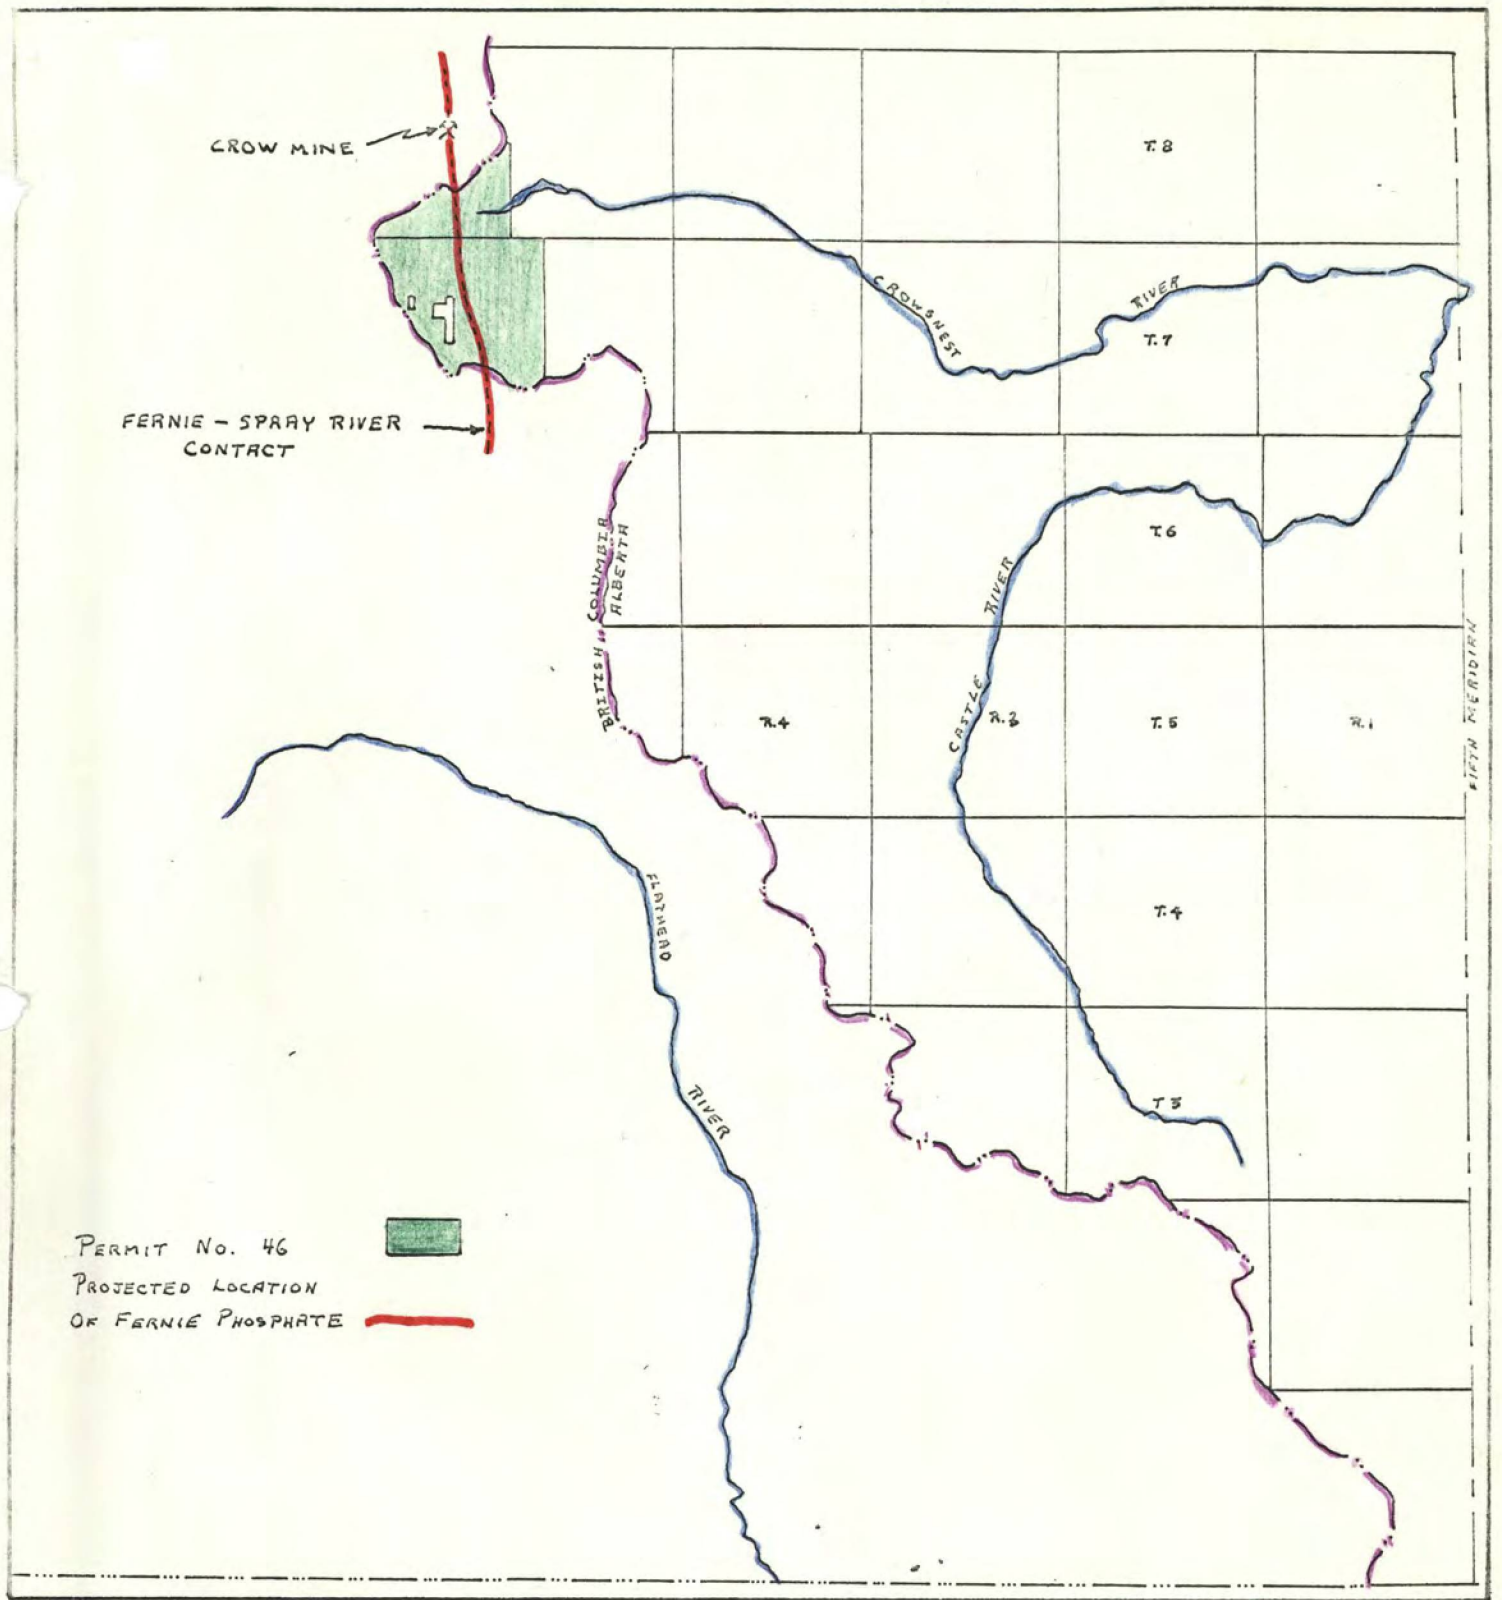 CROW MINE
T. 8
CROWSNEST
RIVER
T. 7
FERNIE – SPRAY RIVER
CONTACT
BRITISH COLUMBIA
ALBERTA
T. 6
CASTLE RIVER
FIFTH MERIDIAN
R. 4
R. 3
T. 5
R. 1
FLATHEAD
RIVER
T. 4
T 3
PERMIT NO. 46
PROJECTED LOCATION
OF FERNIE PHOSPHATE